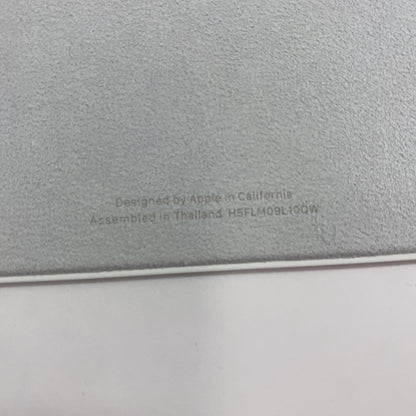 Designed by Apple in California
Assembled in Thailand H5FLM09L10QW